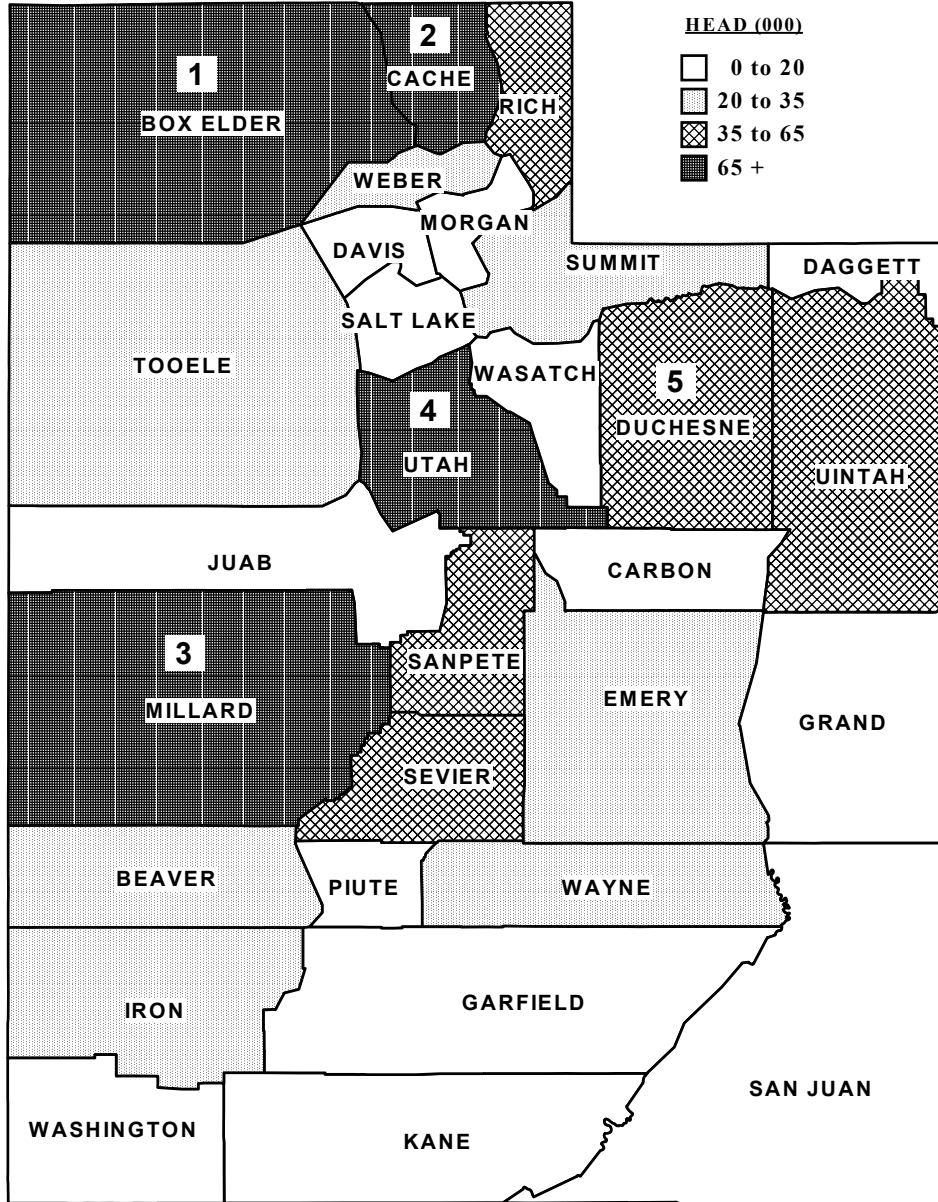 HEAD (000)
0 to 20
20 to 35
35 to 65
65 +
1
BOX ELDER
2
CACHE
RICH
WEBER
MORGAN
DAVIS
SUMMIT
DAGGETT
SALT LAKE
TOOELE
WASATCH
5
DUCHESNE
4
UTAH
UINTAH
JUAB
CARBON
3
MILLARD
SANPETE
EMERY
GRAND
SEVIER
BEAVER
PIUTE
WAYNE
IRON
GARFIELD
SAN JUAN
WASHINGTON
KANE